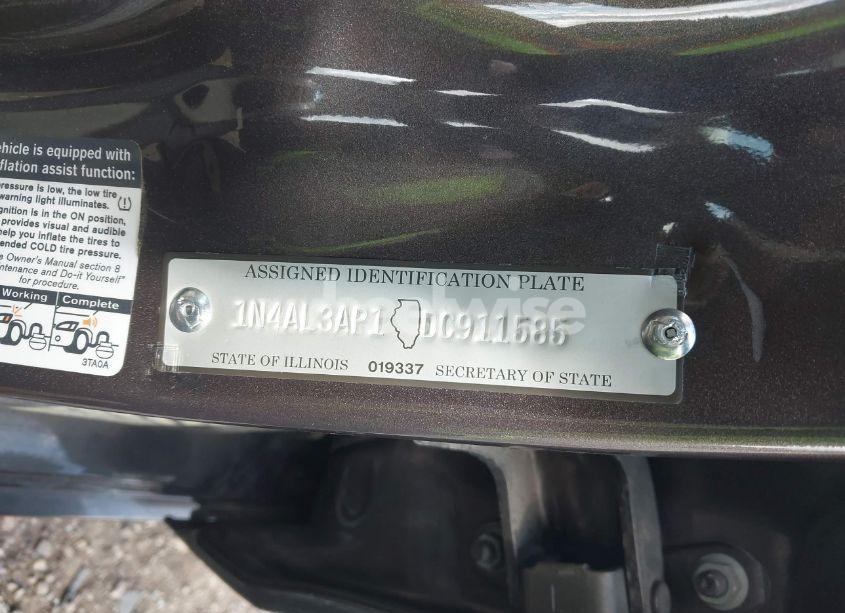 ehicle is equipped with
flation assist function:
pressure is low, the low tire
warning light illuminates.
gnition is in the ON position,
provides visual and audible
help you inflate the tires to
ended COLD tire pressure.
e Owner's Manual section 8
intenance and Do-it Yourself"
for procedure.
Working Complete
3TA0A
ASSIGNED IDENTIFICATION PLATE
1N4AL3AP1 DC911585
STATE OF ILLINOIS 019337 SECRETARY OF STATE